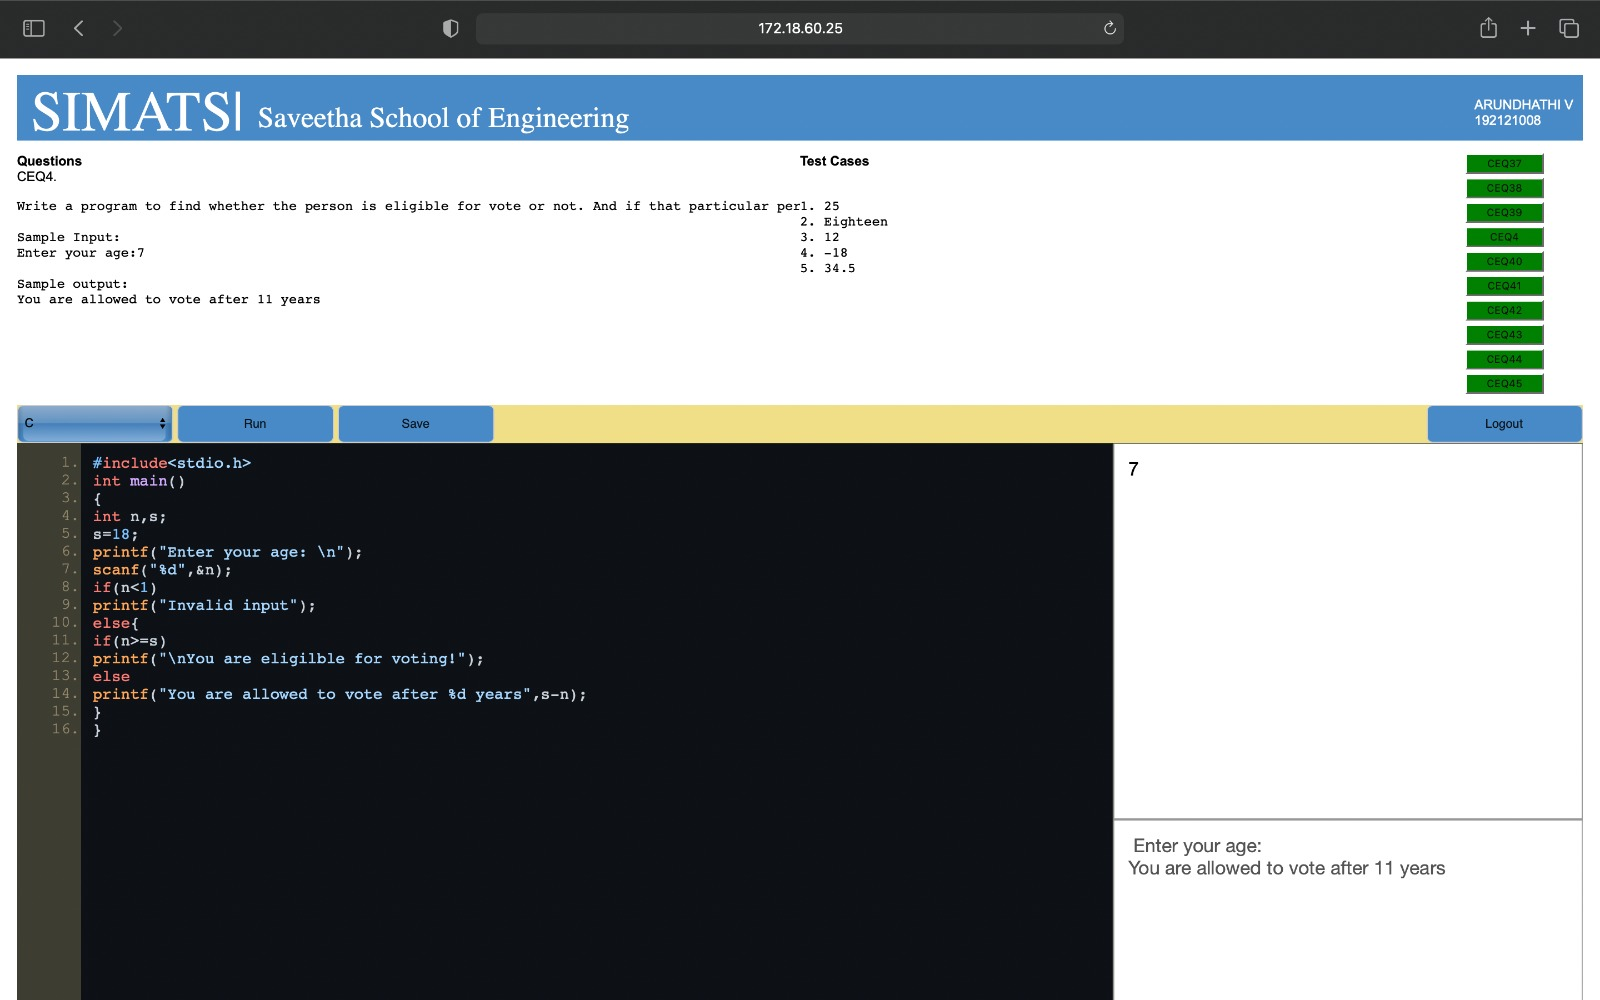 172.18.60.25
SIMATS| Saveetha School of Engineering
ARUNDHATHI V
192121008
Questions
CEQ4.
Write a program to find whether the person is eligible for vote or not. And if that particular per
Sample Input:
Enter your age:7
Sample output:
You are allowed to vote after 11 years
Test Cases
1. 25
2. Eighteen
3. 12
4. -18
5. 34.5
CEQ37
CEQ38
CEQ39
CEQ4
CEQ40
CEQ41
CEQ42
CEQ43
CEQ44
CEQ45
C
Run
Save
Logout
1. #include<stdio.h>
2. int main()
3. {
4. int n,s;
5. s=18;
6. printf("Enter your age: \n");
7. scanf("%d",&n);
8. if(n<1)
9. printf("Invalid input");
10. else{
11. if(n>=s)
12. printf("\nYou are eligilble for voting!");
13. else
14. printf("You are allowed to vote after %d years",s-n);
15. }
16. }
7
Enter your age:
You are allowed to vote after 11 years